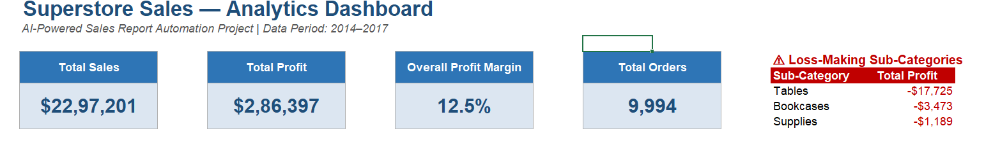 Superstore Sales — Analytics Dashboard
AI-Powered Sales Report Automation Project | Data Period: 2014–2017
Total Sales
$22,97,201
Total Profit
$2,86,397
Overall Profit Margin
12.5%
Total Orders
9,994
⚠ Loss-Making Sub-Categories
Sub-Category Total Profit
Tables -$17,725
Bookcases -$3,473
Supplies -$1,189